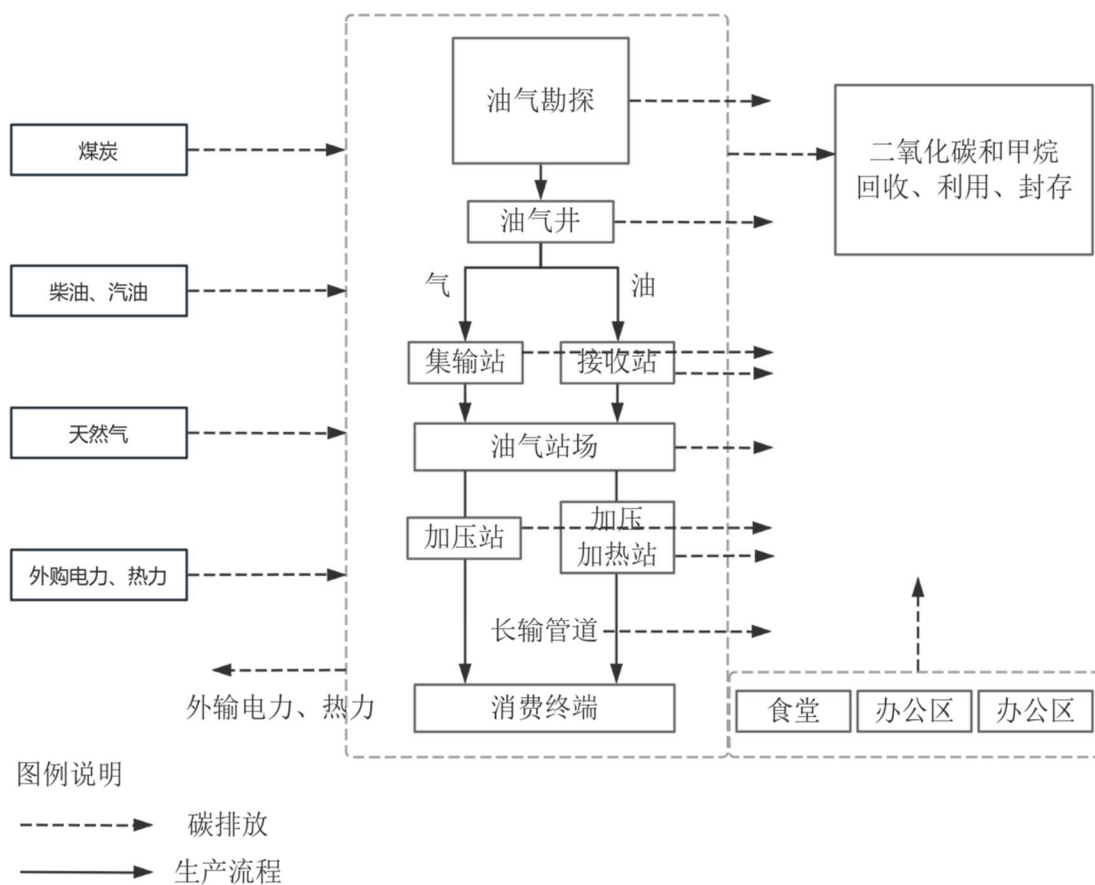 油气勘探
煤炭
二氧化碳和甲烷
回收、利用、封存
油气井
柴油、汽油
气
油
集输站
接收站
天然气
油气站场
加压站
加压
加热站
外购电力、热力
长输管道
外输电力、热力
消费终端
食堂
办公区
办公区
图例说明
碳排放
生产流程